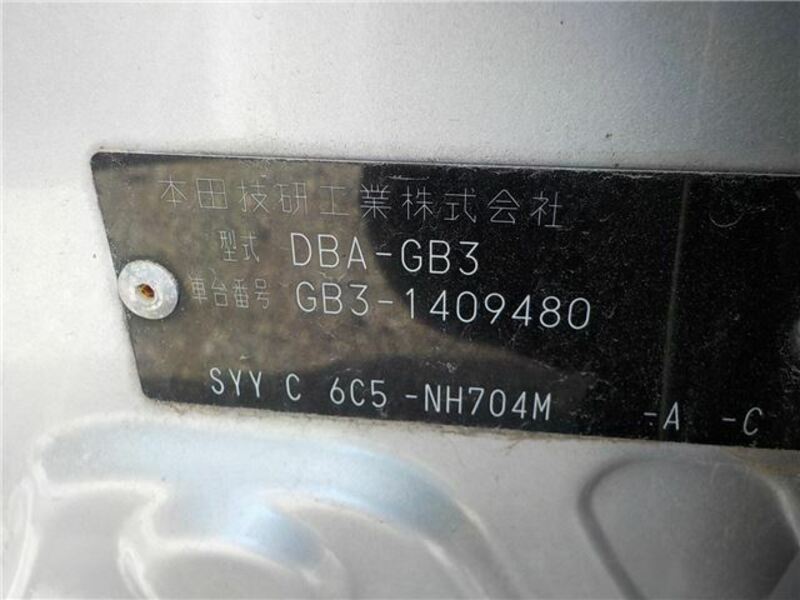 本田技研工業株式会社
型式 DBA-GB3
車台番号 GB3-1409480
SYY C 6C5 -NH704M -A -C